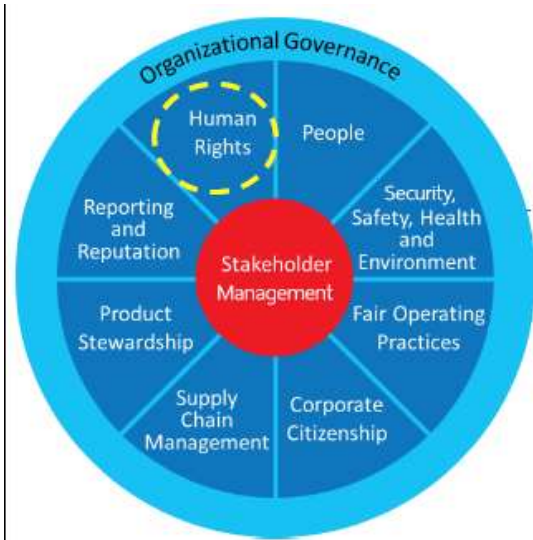 Organizational Governance
Human
Rights
People
Security,
Safety, Health
and
Environment
Fair Operating
Practices
Corporate
Citizenship
Supply
Chain
Management
Product
Stewardship
Reporting
and
Reputation
Stakeholder
Management